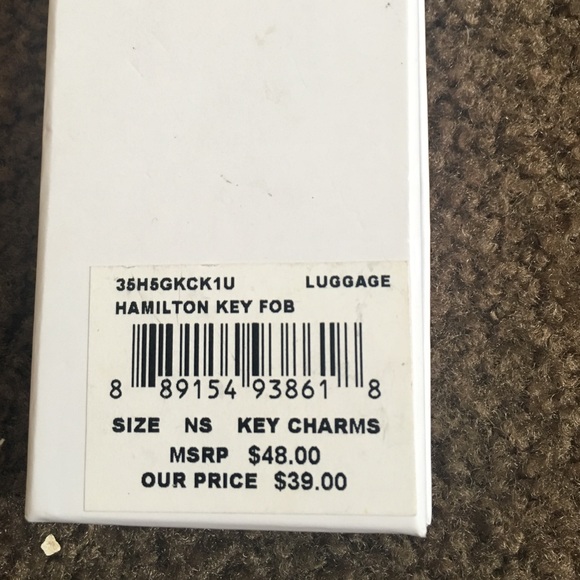 35H5GKCK1U LUGGAGE
HAMILTON KEY FOB
8 89154 93861 8
SIZE NS KEY CHARMS
MSRP $48.00
OUR PRICE $39.00